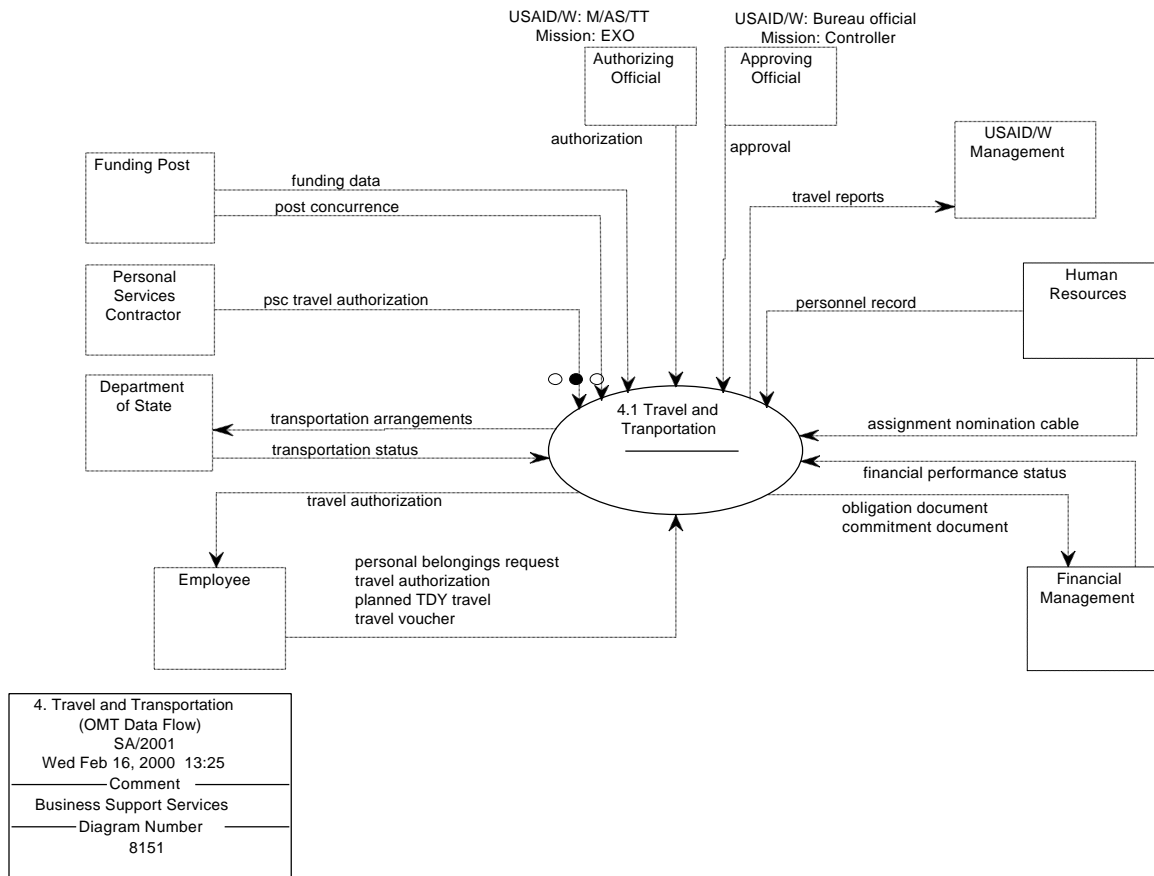 USAID/W: M/AS/TT
Mission: EXO
USAID/W: Bureau official
Mission: Controller
Authorizing
Official
Approving
Official
authorization
approval
USAID/W
Management
Funding Post
funding data
post concurrence
travel reports
Personal
Services
Contractor
psc travel authorization
Human
Resources
personnel record
Department
of State
transportation arrangements
transportation status
4.1 Travel and
Tranportation
assignment nomination cable
financial performance status
travel authorization
obligation document
commitment document
Employee
personal belongings request
travel authorization
planned TDY travel
travel voucher
Financial
Management
4. Travel and Transportation
(OMT Data Flow)
SA/2001
Wed Feb 16, 2000 13:25
Comment
Business Support Services
Diagram Number
8151